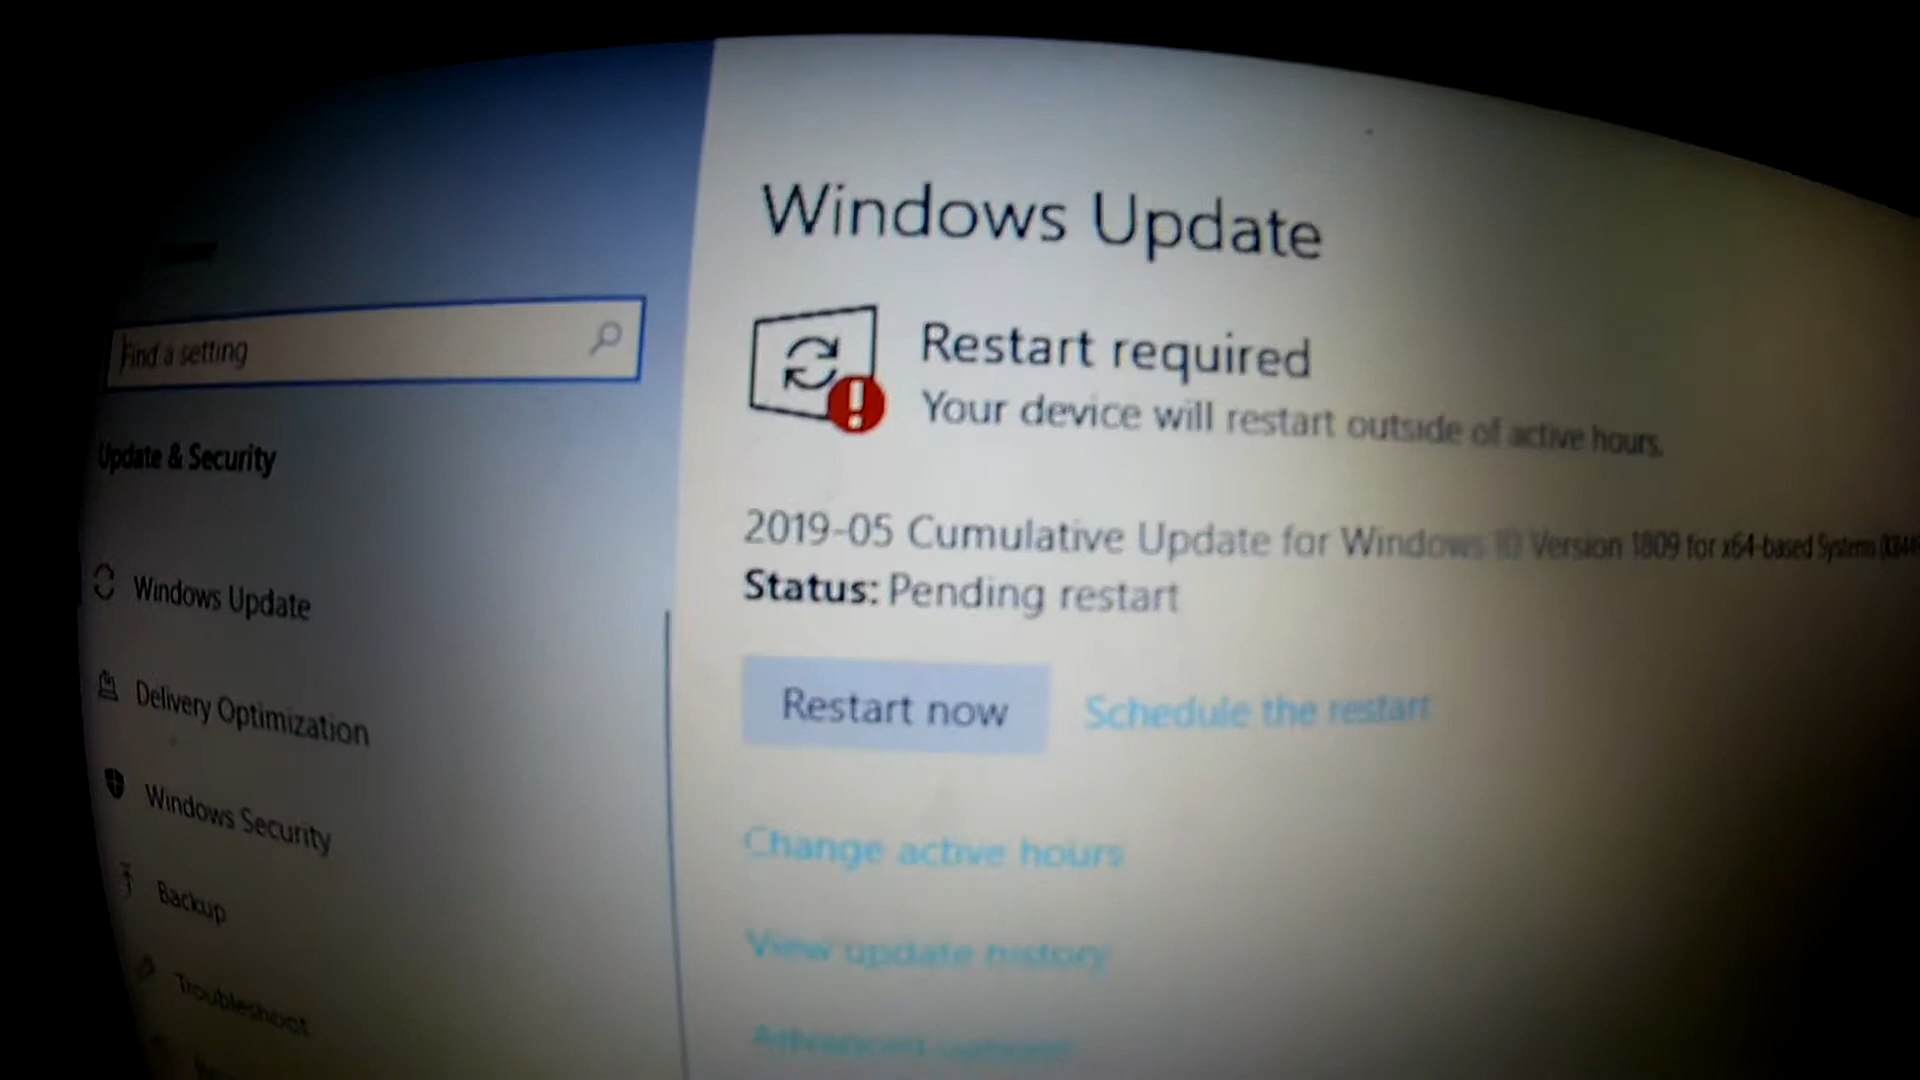 Windows Update
Find a setting
Restart required
Your device will restart outside of active hours.
Update & Security
2019-05 Cumulative Update for Windows 10 Version 1809 for x64-based Systems
Status: Pending restart
Windows Update
Restart now
Schedule the restart
Delivery Optimization
Windows Security
Change active hours
Backup
View update history
Troubleshoot
Advanced options